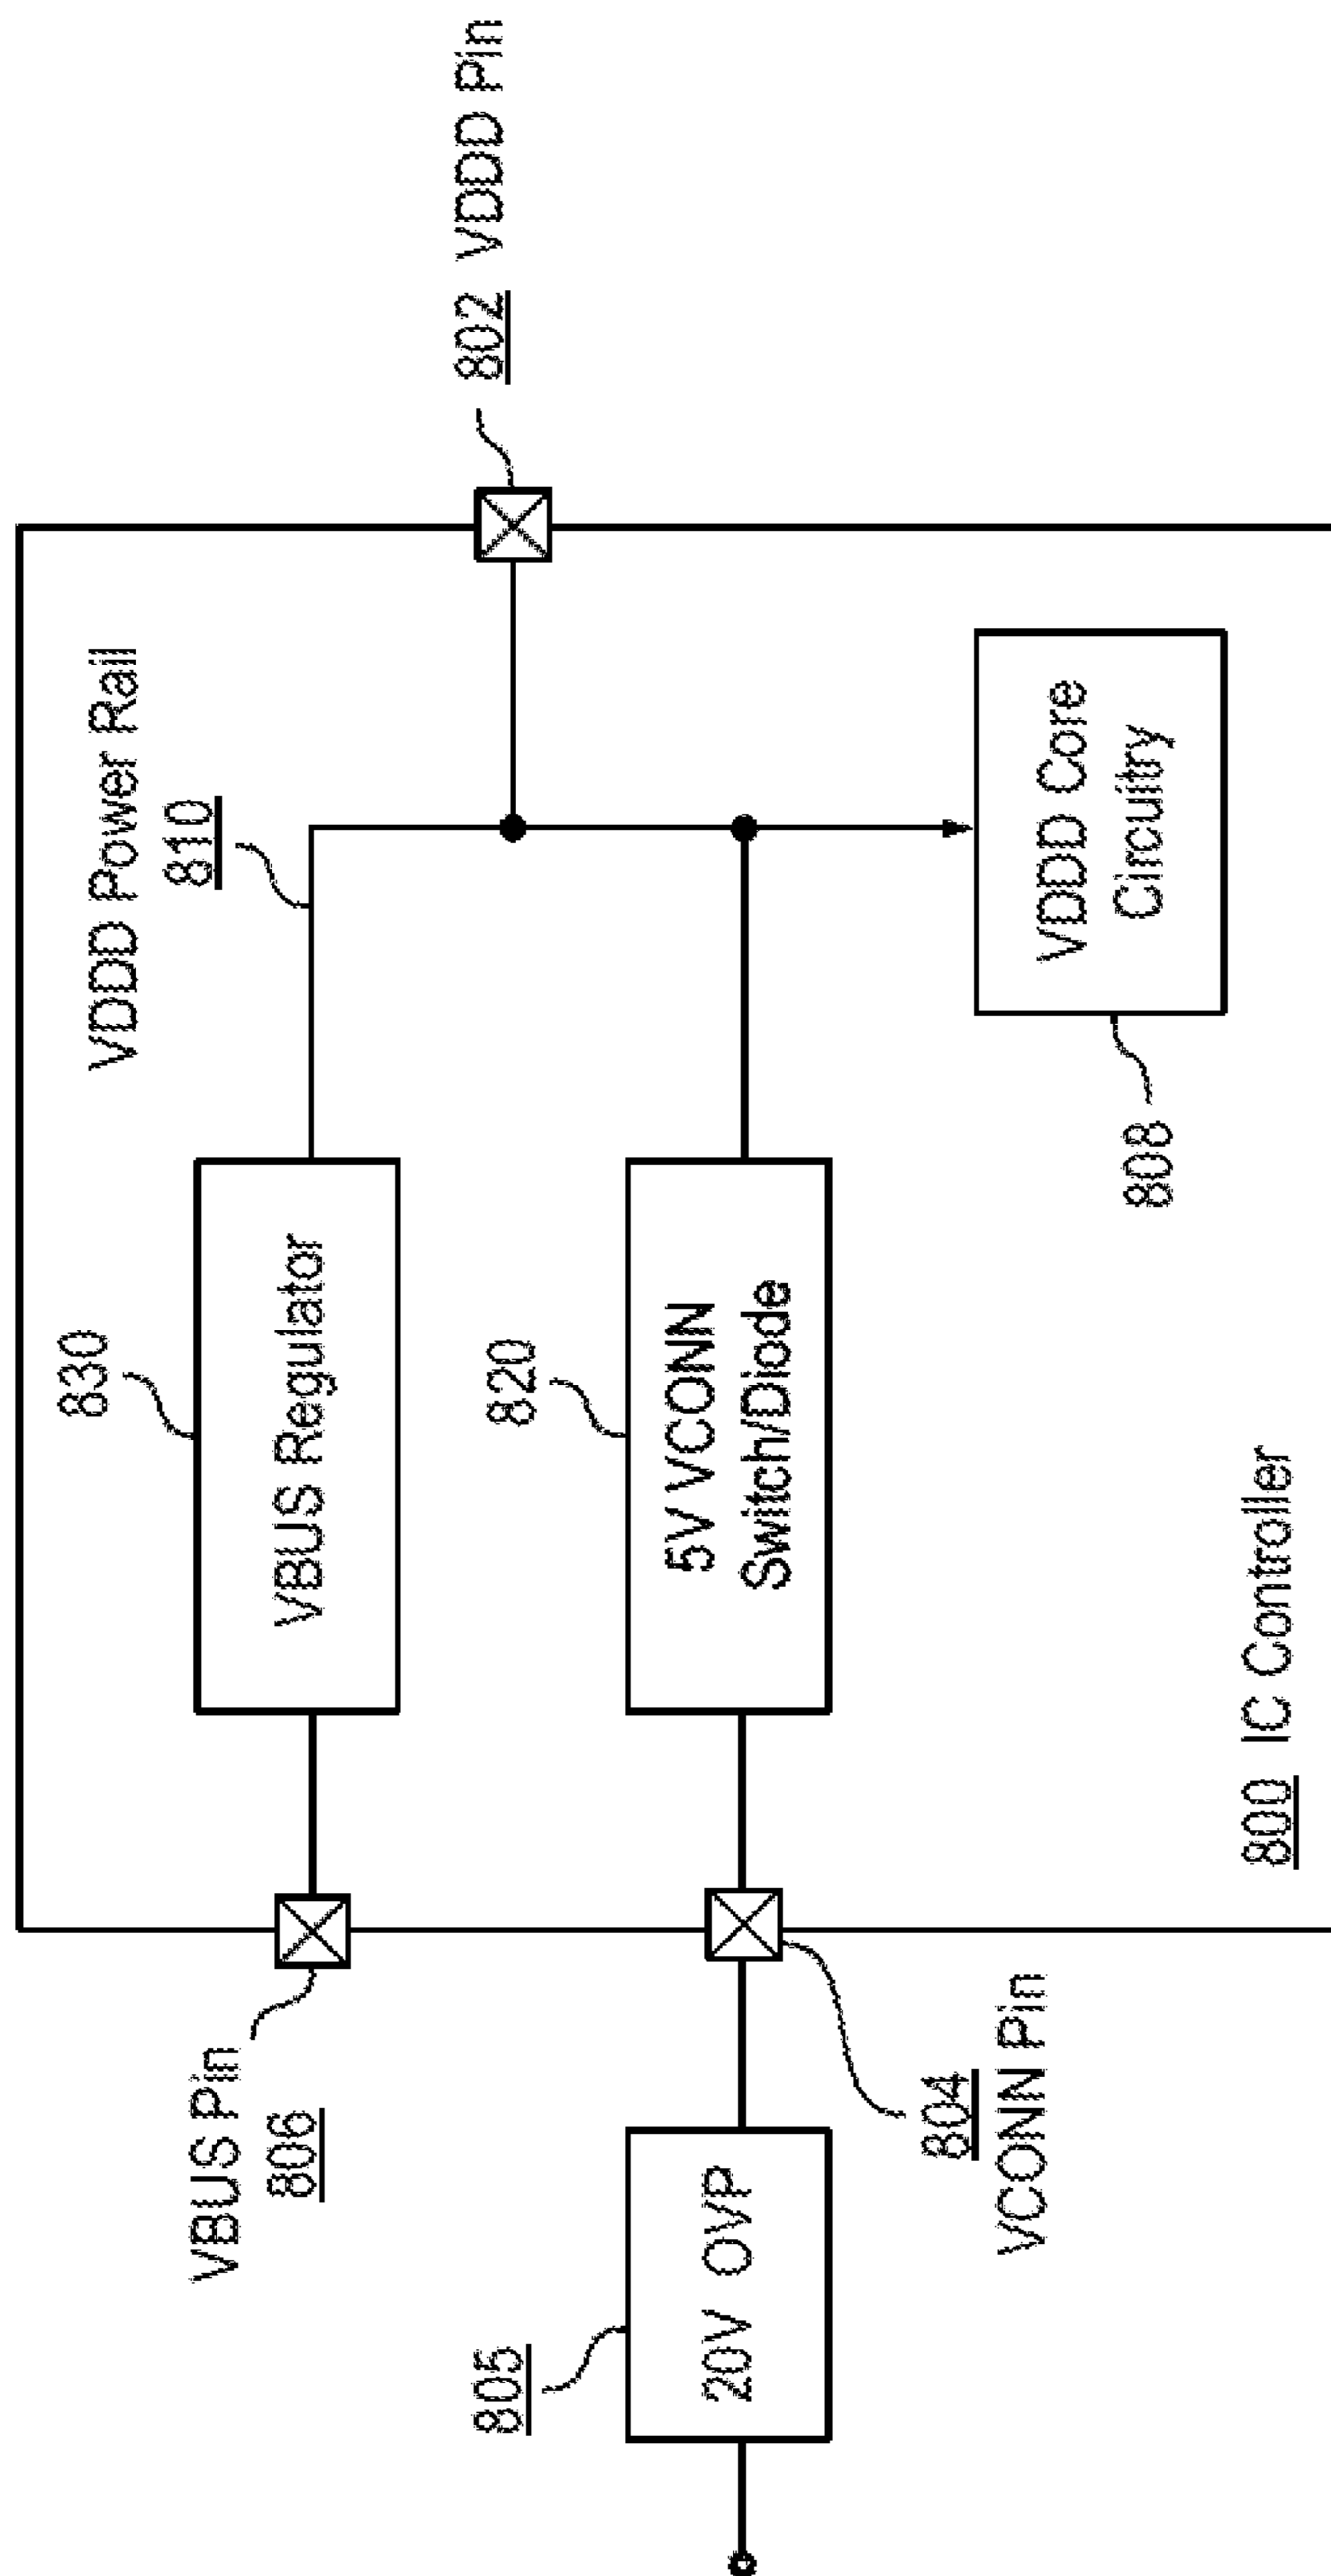 VDDD Power Rail
810
830
VBUS Regulator
VBUS Pin
806
802 VDDD Pin
820
5V VCONN
Switch/Diode
805
20V OVP
804
VCONN Pin
VDDD Core
Circuitry
808
800 IC Controller